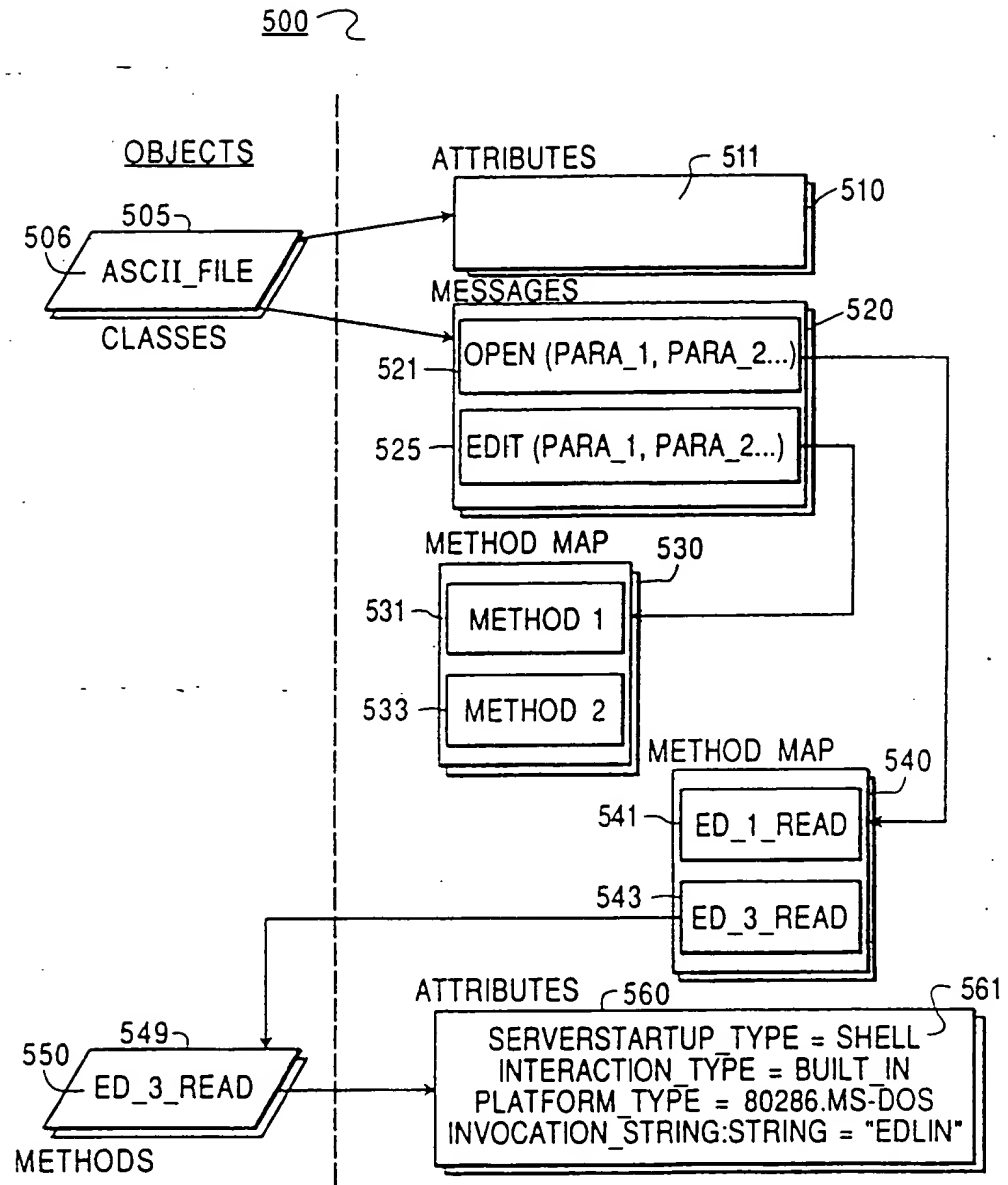 500
OBJECTS
ATTRIBUTES
511
510
505
506
ASCII_FILE
CLASSES
MESSAGES
520
521
OPEN (PARA_1, PARA_2...)
525
EDIT (PARA_1, PARA_2...)
METHOD MAP
530
531
METHOD 1
533
METHOD 2
METHOD MAP
540
541
ED_1_READ
543
ED_3_READ
ATTRIBUTES
560
561
549
550
ED_3_READ
METHODS
SERVERSTARTUP_TYPE = SHELL
INTERACTION_TYPE = BUILT_IN
PLATFORM_TYPE = 80286.MS-DOS
INVOCATION_STRING:STRING = "EDLIN"